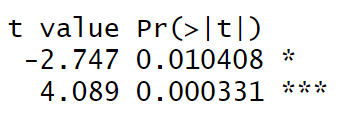 t value Pr(>|t|)
-2.747 0.010408 *
4.089 0.000331 ***